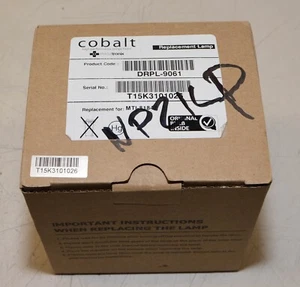 cobalt
Replacement Lamp
Product Code :
DRPL-9061
Serial No.:
T15K3101026
Replacement for:
NP21LP
Hg
ORIGINAL
INSIDE
T15K3101026
IMPORTANT INSTRUCTIONS
WHEN REPLACING THE LAMP